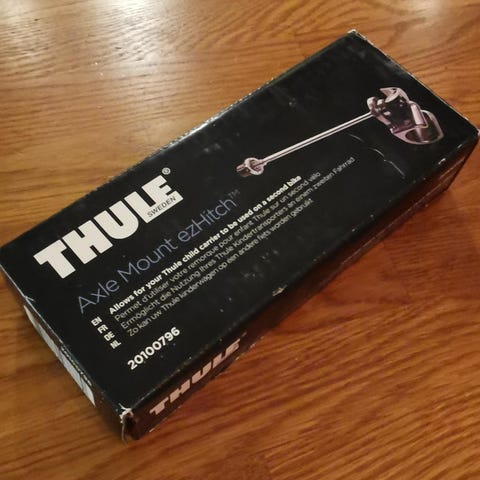 THULE®
SWEDEN
Axle Mount ezHitch™
EN Allows for your Thule child carrier to be used on a second bike
FR Permet d'utiliser votre remorque pour enfant Thule sur un second vélo
DE Ermöglicht die Nutzung Ihres Thule Kindertransporters an einem zweiten Fahrrad
NL Zo kan uw Thule kinderwagen op een andere fiets worden gebruikt
20100796
THULE